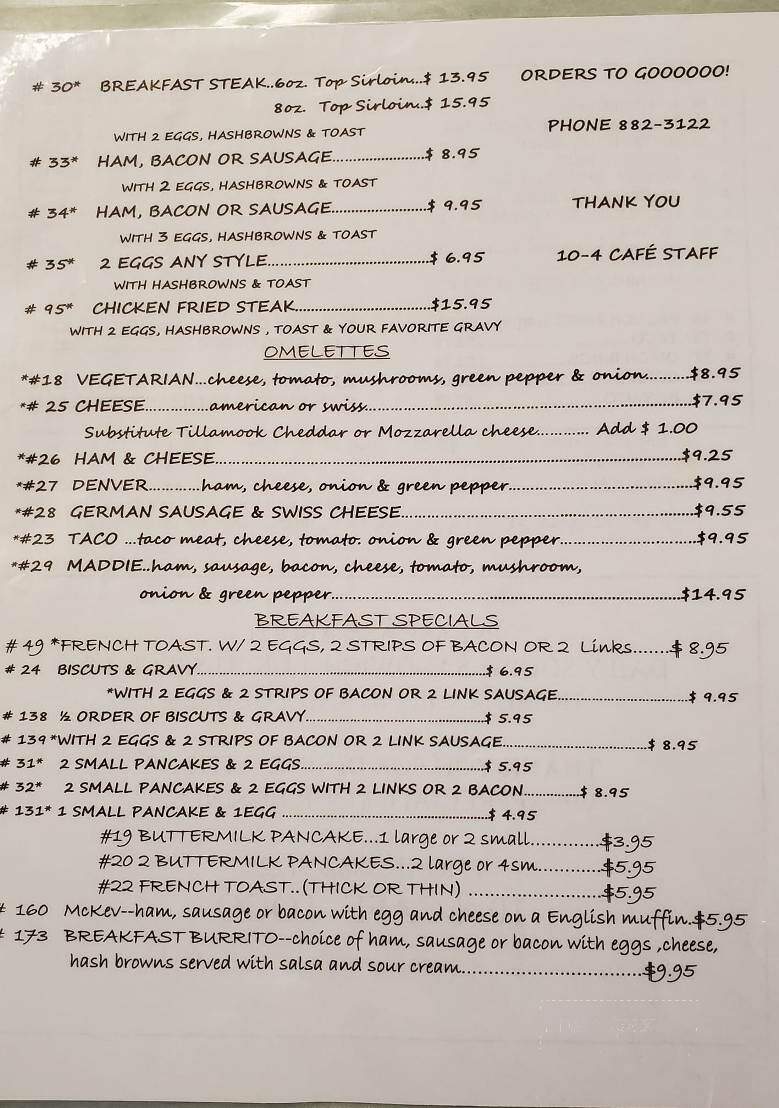 # 30* BREAKFAST STEAK..6oz. Top Sirloin...$ 13.95
8oz. Top Sirloin..$ 15.95
WITH 2 EGGS, HASHBROWNS & TOAST
# 33* HAM, BACON OR SAUSAGE.......................$ 8.95
WITH 2 EGGS, HASHBROWNS & TOAST
# 34* HAM, BACON OR SAUSAGE........................$ 9.95
WITH 3 EGGS, HASHBROWNS & TOAST
# 35* 2 EGGS ANY STYLE........................................$ 6.95
WITH HASHBROWNS & TOAST
# 95* CHICKEN FRIED STEAK..................................$15.95
WITH 2 EGGS, HASHBROWNS , TOAST & YOUR FAVORITE GRAVY
ORDERS TO GOOOOOO!
PHONE 882-3122
THANK YOU
10-4 CAFÉ STAFF
OMELETTES
*#18 VEGETARIAN...cheese, tomato, mushrooms, green pepper & onion..........$8.95
*# 25 CHEESE...............american or swiss...............................................................$7.95
Substitute Tillamook Cheddar or Mozzarella cheese............ Add $ 1.00
*#26 HAM & CHEESE.........................................................................................$9.25
*#27 DENVER............ham, cheese, onion & green pepper....................................$9.95
*#28 GERMAN SAUSAGE & SWISS CHEESE..........................................................$9.55
*#23 TACO ...taco meat, cheese, tomato. onion & green pepper...........................$9.95
*#29 MADDIE..ham, sausage, bacon, cheese, tomato, mushroom,
onion & green pepper.............................................................................$14.95
BREAKFAST SPECIALS
# 49 *FRENCH TOAST. W/ 2 EGGS, 2 STRIPS OF BACON OR 2 Links.......$ 8.95
# 24 BISCUTS & GRAVY..............................................................................$ 6.95
*WITH 2 EGGS & 2 STRIPS OF BACON OR 2 LINK SAUSAGE...................................$ 9.95
# 138 ½ ORDER OF BISCUTS & GRAVY................................................$ 5.95
# 139 *WITH 2 EGGS & 2 STRIPS OF BACON OR 2 LINK SAUSAGE.......................................$ 8.95
# 31* 2 SMALL PANCAKES & 2 EGGS..................................................$ 5.95
# 32* 2 SMALL PANCAKES & 2 EGGS WITH 2 LINKS OR 2 BACON...............$ 8.95
# 131* 1 SMALL PANCAKE & 1EGG .......................................................$ 4.95
#19 BUTTERMILK PANCAKE...1 large or 2 small.............$3.95
#20 2 BUTTERMILK PANCAKES...2 large or 4sm............$5.95
#22 FRENCH TOAST..(THICK OR THIN) .........................$5.95
# 160 McKev--ham, sausage or bacon with egg and cheese on a English muffin.$5.95
# 173 BREAKFAST BURRITO--choice of ham, sausage or bacon with eggs ,cheese,
hash browns served with salsa and sour cream.................................$9.95